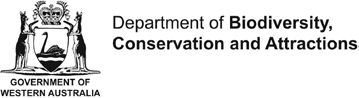 Department of Biodiversity,
Conservation and Attractions
GOVERNMENT OF
WESTERN AUSTRALIA